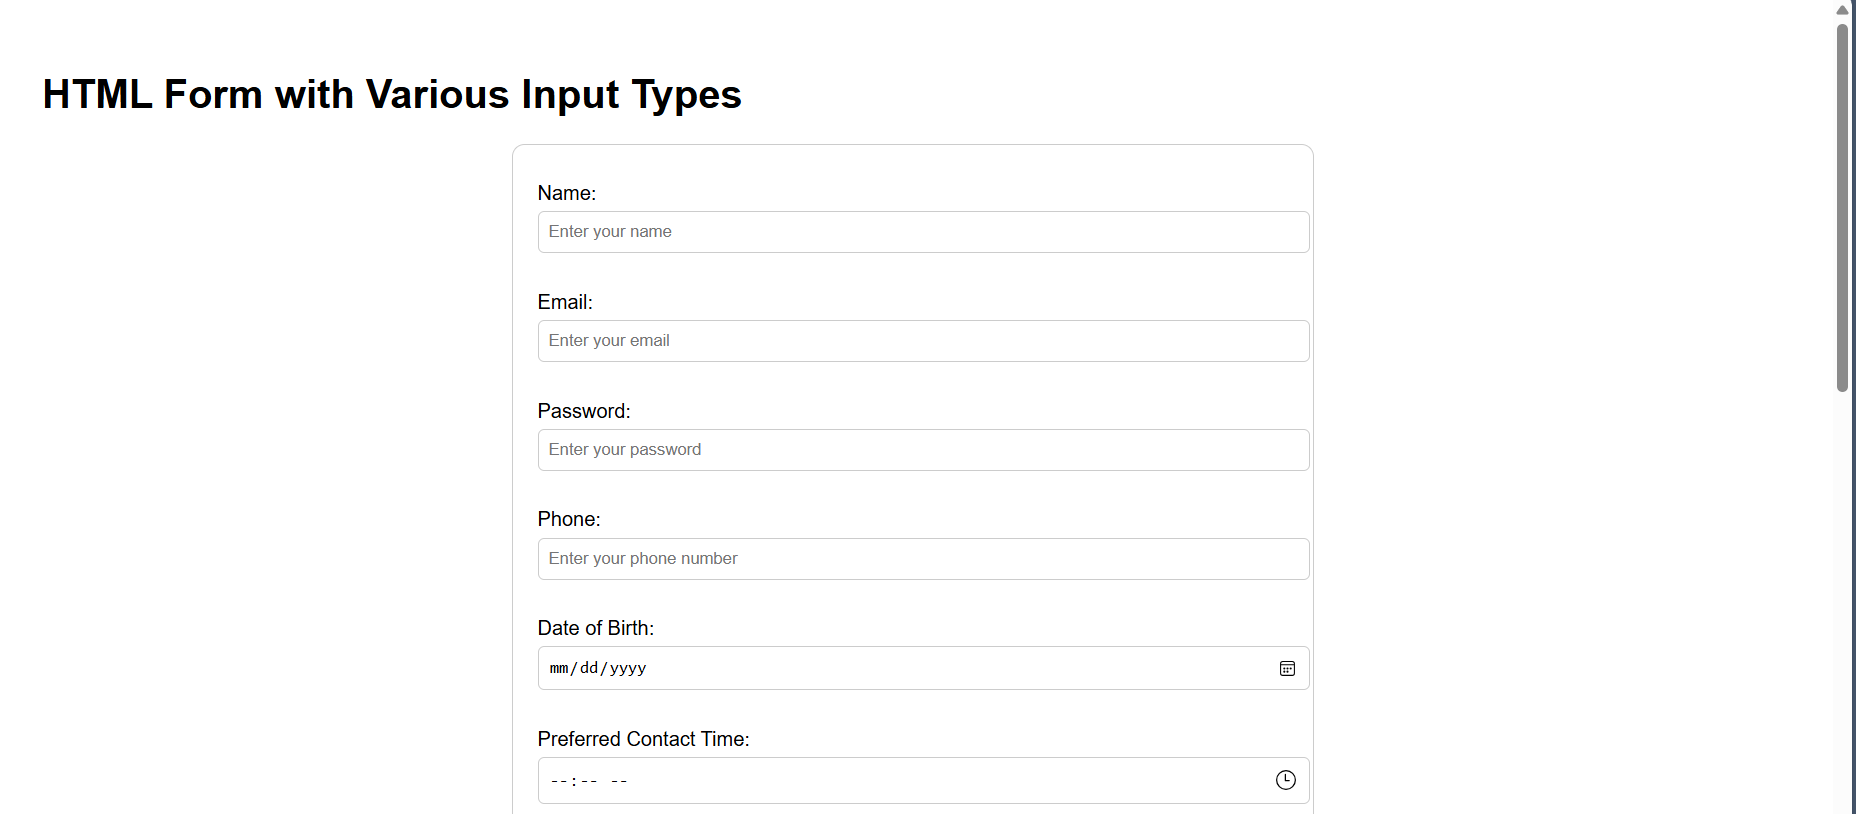 HTML Form with Various Input Types
Name:
Enter your name
Email:
Enter your email
Password:
Enter your password
Phone:
Enter your phone number
Date of Birth:
mm/dd/yyyy
Preferred Contact Time:
--:-- --